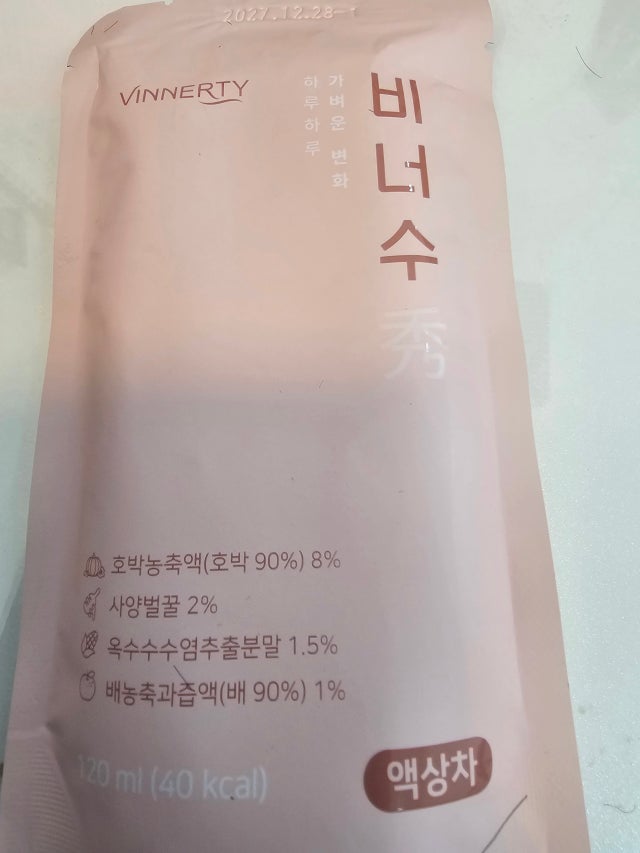 2027.12.28
VINNERTY
비너수 秀
가벼운 변화
하루하루
호박농축액(호박 90%) 8%
사양벌꿀 2%
옥수수수염추출분말 1.5%
배농축과즙액(배 90%) 1%
120 ml (40 kcal)
액상차